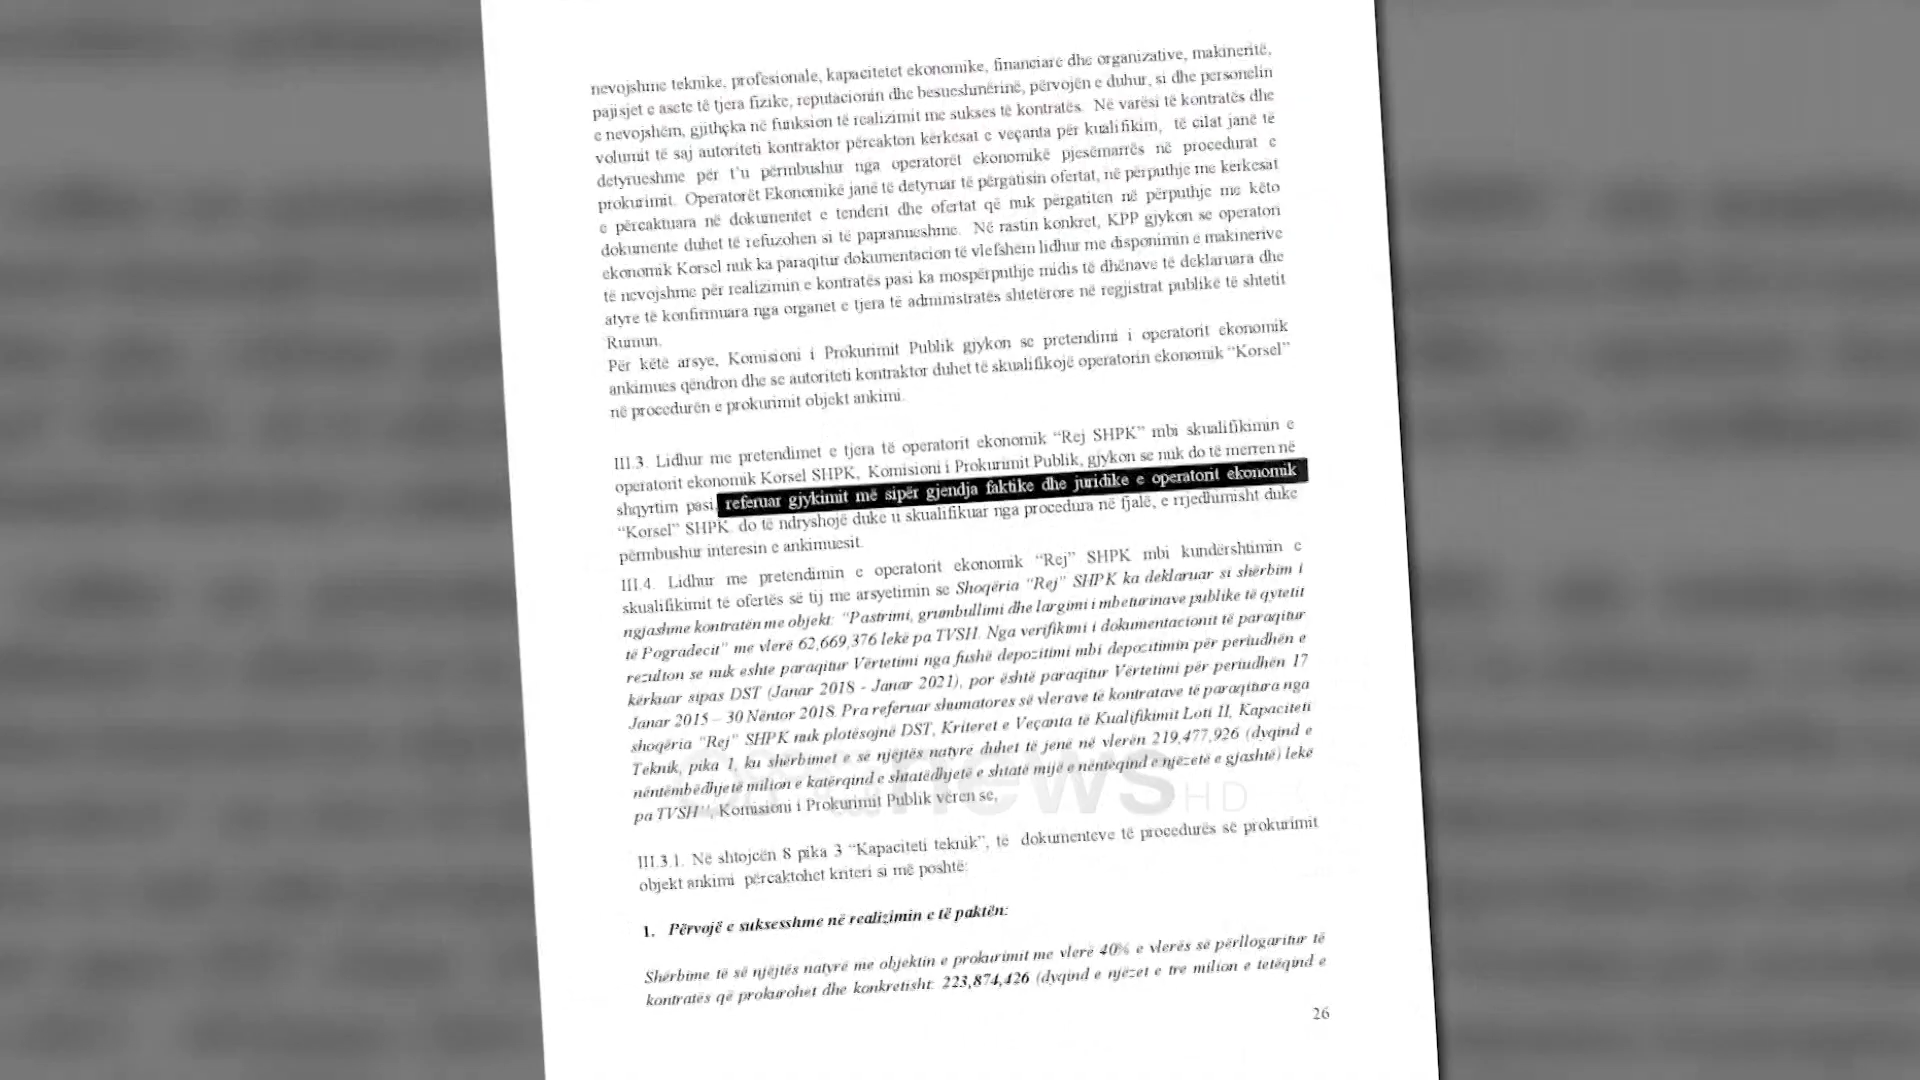 nevojshme teknike, profesionale, kapacitetet ekonomike, financiare dhe organizative, makineritë,
pajisjet e asete të tjera fizike, reputacionin dhe besueshmërinë, përvojën e duhur, si dhe personelin
e nevojshëm, gjithçka në funksion të realizimit me sukses të kontratës. Në varësi të kontratës dhe
volumit të saj autoriteti kontraktor përcakton kërkesat e veçanta për kualifikim, të cilat janë të
detyrueshme për t'u përmbushur nga operatorët ekonomikë pjesëmarrës në procedurat e
prokurimit. Operatorët Ekonomikë janë të detyruar të përgatisin ofertat, në përputhje me kërkesat
e përcaktuara në dokumentet e tenderit dhe ofertat që nuk përgatiten në përputhje me këto
dokumente duhet të refuzohen si të papranueshme. Në rastin konkret, KPP gjykon se operatori
ekonomik Korsel nuk ka paraqitur dokumentacion të vlefshëm lidhur me disponimin e makinerive
të nevojshme për realizimin e kontratës pasi ka mospërputhje midis të dhënave të deklaruara dhe
atyre të konfirmuara nga organet e tjera të administratës shtetërore në regjistrat publikë të shtetit
Rumun.
Për këtë arsye, Komisioni i Prokurimit Publik gjykon se pretendimi i operatorit ekonomik
ankimues qëndron dhe se autoriteti kontraktor duhet të skualifikojë operatorin ekonomik “Korsel”
në procedurën e prokurimit objekt ankimi.
III.3. Lidhur me pretendimet e tjera të operatorit ekonomik “Rej SHPK” mbi skualifikimin e
operatorit ekonomik Korsel SHPK, Komisioni i Prokurimit Publik, gjykon se nuk do të merren në
shqyrtim pasi, referuar gjykimit më sipër gjendja faktike dhe juridike e operatorit ekonomik
“Korsel” SHPK. do të ndryshojë duke u skualifikuar nga procedura në fjalë, e rrjedhimisht duke
përmbushur interesin e ankimuesit.
III.4. Lidhur me pretendimin e operatorit ekonomik “Rej” SHPK mbi kundërshtimin e
skualifikimit të ofertës së tij me arsyetimin se Shoqëria “Rej” SHPK ka deklaruar si shërbim i
ngjashme kontratën me objekt: “Pastrimi, grumbullimi dhe largimi i mbeturinave publike të qytetit
të Pogradecit” me vlerë 62,669,376 lekë pa TVSH. Nga verifikimi i dokumentacionit të paraqitur
rezulton se nuk eshte paraqitur Vërtetimi nga fushë depozitimi mbi depozitimin për periudhën e
kërkuar sipas DST (Janar 2018 - Janar 2021), por është paraqitur Vërtetimi për periudhën 17
Janar 2015 – 30 Nëntor 2018. Pra referuar shumatores së vlerave të kontratave të paraqitura nga
shoqëria “Rej” SHPK nuk plotësojnë DST, Kriteret e Veçanta të Kualifikimit Loti II, Kapaciteti
Teknik, pika 1, ku shërbimet e së njëjtës natyrë duhet të jenë në vlerën 219,477,926 (dyqind e
nëntëmbëdhjetë milion e katërqind e shtatëdhjetë e shtatë mijë e nëntëqind e njëzetë e gjashtë) lekë
pa TVSH”, Komisioni i Prokurimit Publik vëren se,
news HD
III.3.1. Në shtojcën 8 pika 3 “Kapaciteti teknik”, të dokumenteve të procedurës së prokurimit
objekt ankimi përcaktohet kriteri si më poshtë:
1. Përvojë e suksesshme në realizimin e të paktën:
Shërbime të së njëjtës natyrë me objektin e prokurimit me vlerë 40% e vlerës së përllogaritur të
kontratës që prokurohet dhe konkretisht: 223,874,426 (dyqind e njëzet e tre milion e tetëqind e
26